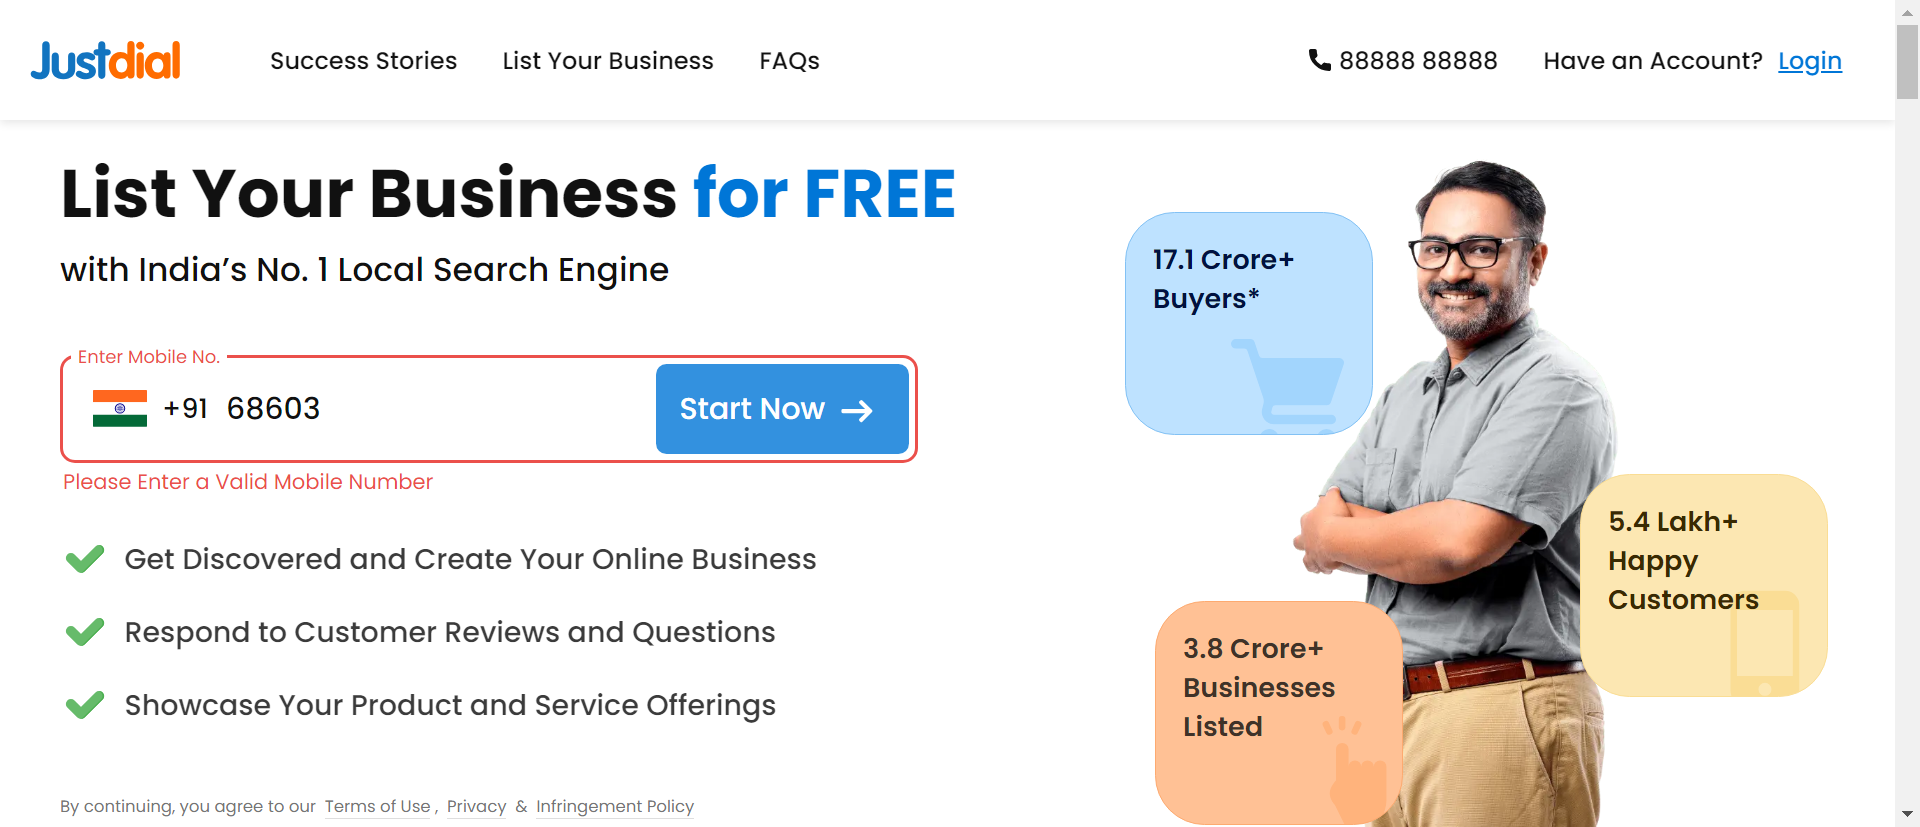 Justdial
Success Stories
List Your Business
FAQs
88888 88888
Have an Account? Login
List Your Business for FREE
with India’s No. 1 Local Search Engine
Enter Mobile No.
+91 68603
Start Now
Please Enter a Valid Mobile Number
Get Discovered and Create Your Online Business
Respond to Customer Reviews and Questions
Showcase Your Product and Service Offerings
By continuing, you agree to our Terms of Use , Privacy & Infringement Policy
17.1 Crore+
Buyers*
5.4 Lakh+
Happy
Customers
3.8 Crore+
Businesses
Listed